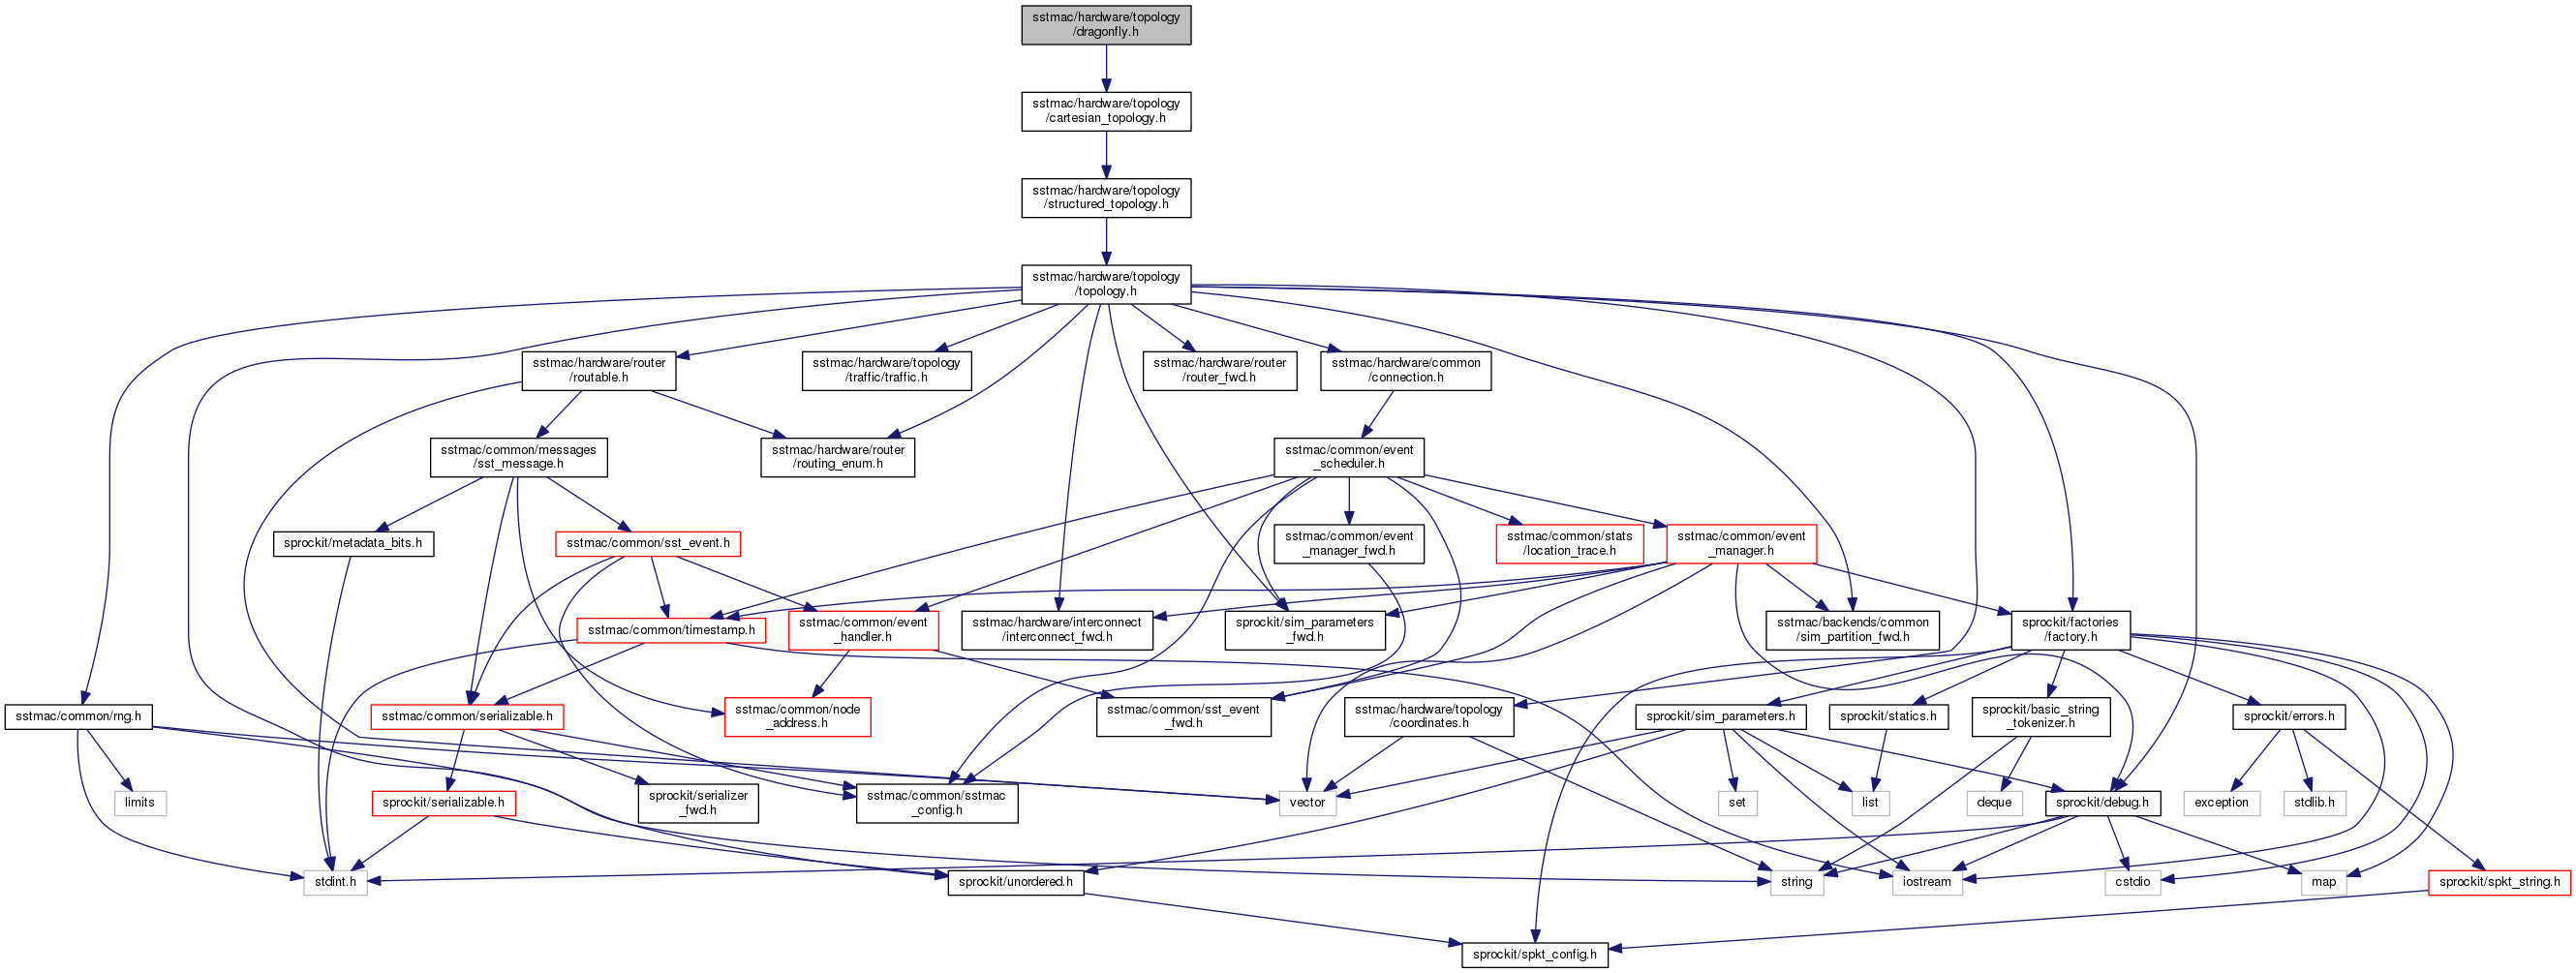 sstmac/hardware/topology
/dragonfly.h
sstmac/hardware/topology
/cartesian_topology.h
sstmac/hardware/topology
/structured_topology.h
sstmac/hardware/topology
/topology.h
sstmac/hardware/router
/routable.h
sstmac/hardware/topology
/traffic/traffic.h
sstmac/hardware/router
/router_fwd.h
sstmac/hardware/common
/connection.h
sstmac/common/messages
/sst_message.h
sstmac/hardware/router
/routing_enum.h
sstmac/common/event
_scheduler.h
sprockit/metadata_bits.h
sstmac/common/sst_event.h
sstmac/common/event
_manager_fwd.h
sstmac/common/stats
/location_trace.h
sstmac/common/event
_manager.h
sstmac/common/timestamp.h
sstmac/common/event
_handler.h
sstmac/hardware/interconnect
/interconnect_fwd.h
sprockit/sim_parameters
_fwd.h
sstmac/backends/common
/sim_partition_fwd.h
sprockit/factories
/factory.h
sstmac/common/rng.h
sstmac/common/serializable.h
sstmac/common/node
_address.h
sstmac/common/sst_event
_fwd.h
sstmac/hardware/topology
/coordinates.h
sprockit/sim_parameters.h
sprockit/statics.h
sprockit/basic_string
_tokenizer.h
sprockit/errors.h
limits
sprockit/serializable.h
sprockit/serializer
_fwd.h
sstmac/common/sstmac
_config.h
vector
set
list
deque
sprockit/debug.h
exception
stdlib.h
stdint.h
sprockit/unordered.h
string
iostream
cstdio
map
sprockit/spkt_string.h
sprockit/spkt_config.h